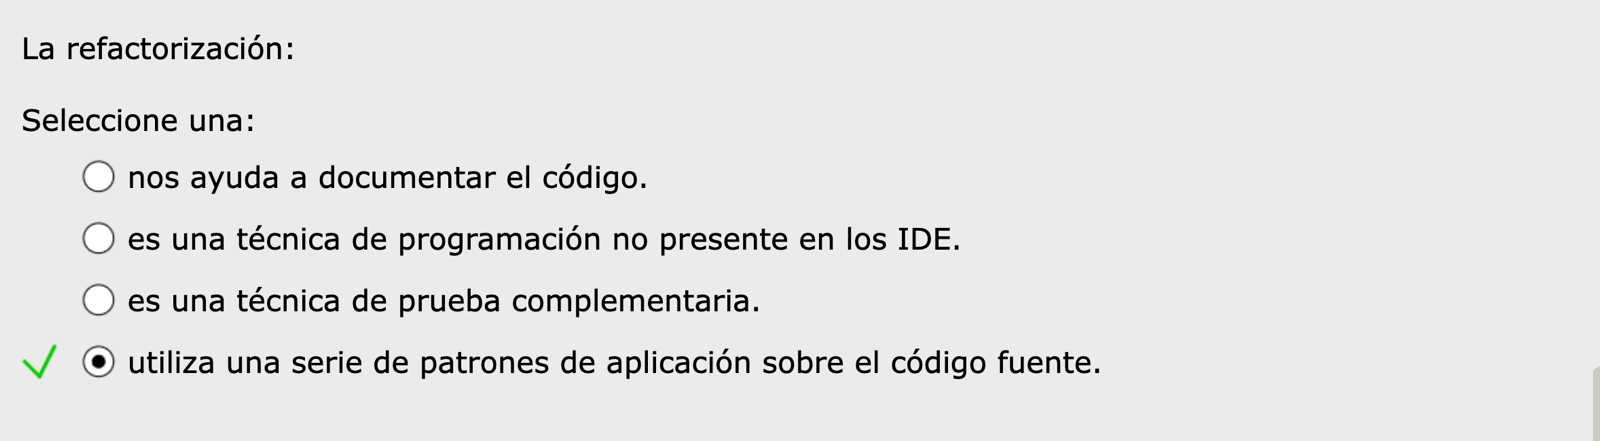 La refactorización:
Seleccione una:
nos ayuda a documentar el código.
es una técnica de programación no presente en los IDE.
es una técnica de prueba complementaria.
utiliza una serie de patrones de aplicación sobre el código fuente.